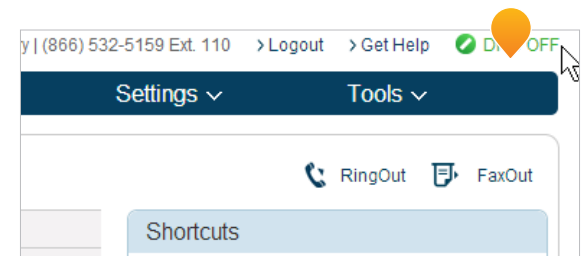 y | (866) 532-5159 Ext. 110 > Logout > Get Help OFF
Settings Tools
RingOut FaxOut
Shortcuts